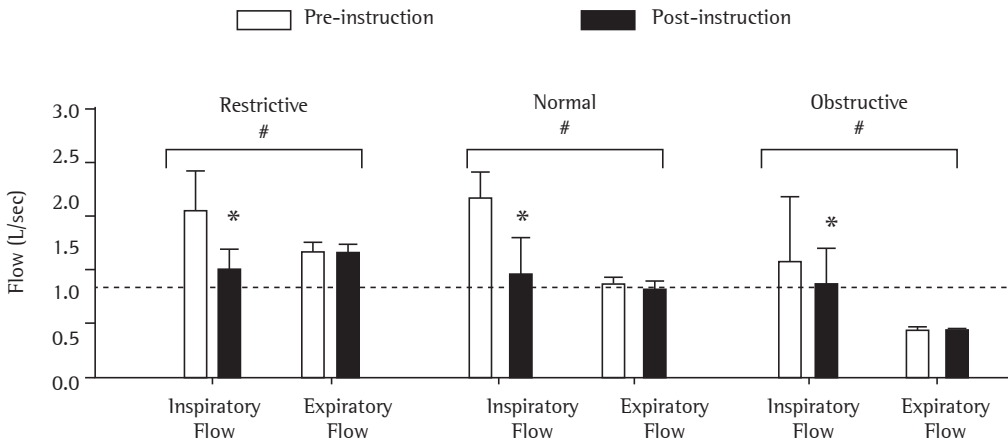 Pre-instruction Post-instruction
Restrictive Normal Obstructive
# # #
3.0
2.5
2.0
1.5
1.0
0.5
0.0
Flow (L/sec)
* * *
Inspiratory Flow Expiratory Flow Inspiratory Flow Expiratory Flow Inspiratory Flow Expiratory Flow